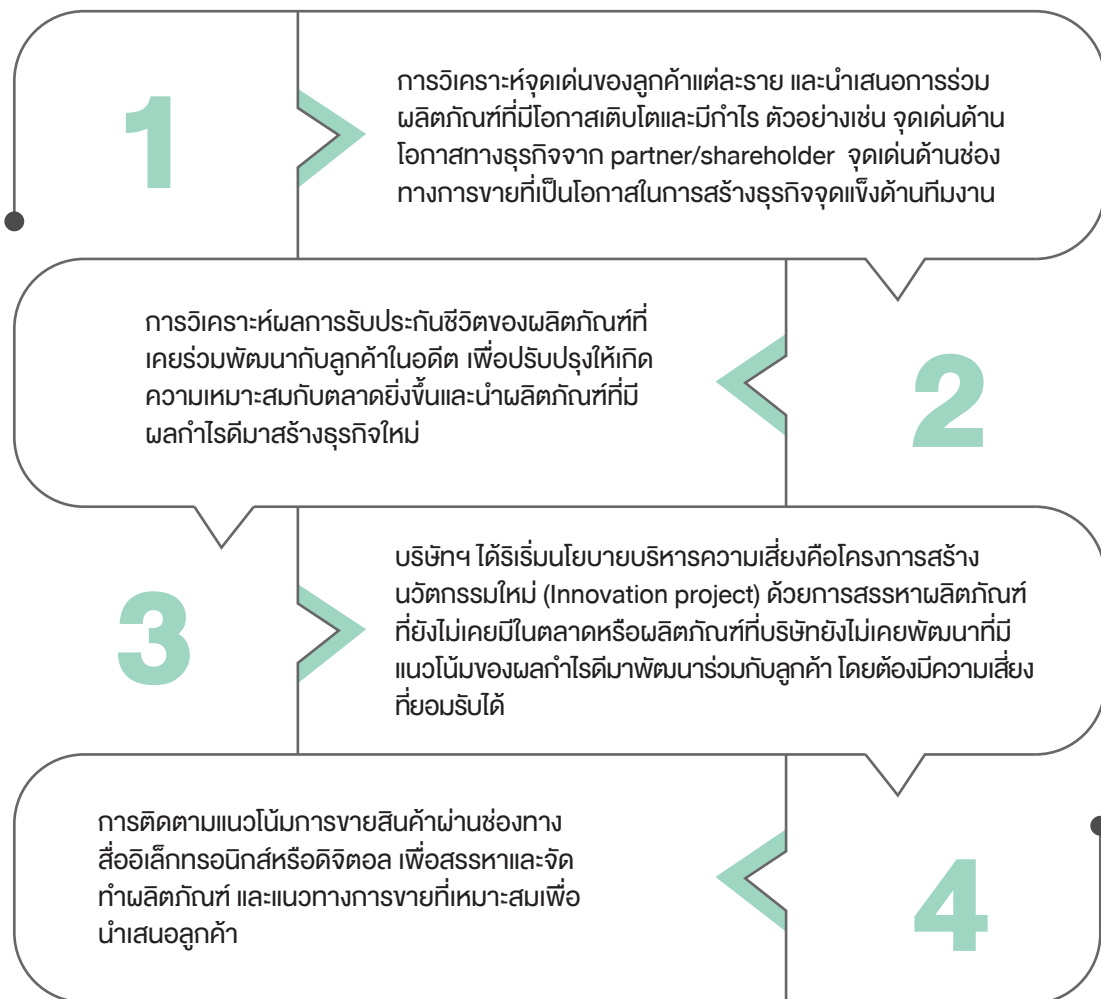 1
การวิเคราะห์จุดเด่นของลูกค้าแต่ละราย และนำเสนอการร่วม
ผลิตภัณฑ์ที่มีโอกาสเติบโตและมีกำไร ตัวอย่างเช่น จุดเด่นด้าน
โอกาสทางธุรกิจจาก partner/shareholder จุดเด่นด้านช่อง
ทางการขายที่เป็นโอกาสในการสร้างธุรกิจจุดแข็งด้านทีมงาน
2
การวิเคราะห์ผลการรับประกันชีวิตของผลิตภัณฑ์ที่
เคยร่วมพัฒนากับลูกค้าในอดีต เพื่อปรับปรุงให้เกิด
ความเหมาะสมกับตลาดยิ่งขึ้นและนำผลิตภัณฑ์ที่มี
ผลกำไรดีมาสร้างธุรกิจใหม่
3
บริษัทฯ ได้ริเริ่มนโยบายบริหารความเสี่ยงคือโครงการสร้าง
นวัตกรรมใหม่ (Innovation project) ด้วยการสรรหาผลิตภัณฑ์
ที่ยังไม่เคยมีในตลาดหรือผลิตภัณฑ์ที่บริษัทยังไม่เคยพัฒนาที่มี
แนวโน้มของผลกำไรดีมาพัฒนาร่วมกับลูกค้า โดยต้องมีความเสี่ยง
ที่ยอมรับได้
4
การติดตามแนวโน้มการขายสินค้าผ่านช่องทาง
สื่ออิเล็กทรอนิกส์หรือดิจิตอล เพื่อสรรหาและจัด
ทำผลิตภัณฑ์ และแนวทางการขายที่เหมาะสมเพื่อ
นำเสนอลูกค้า